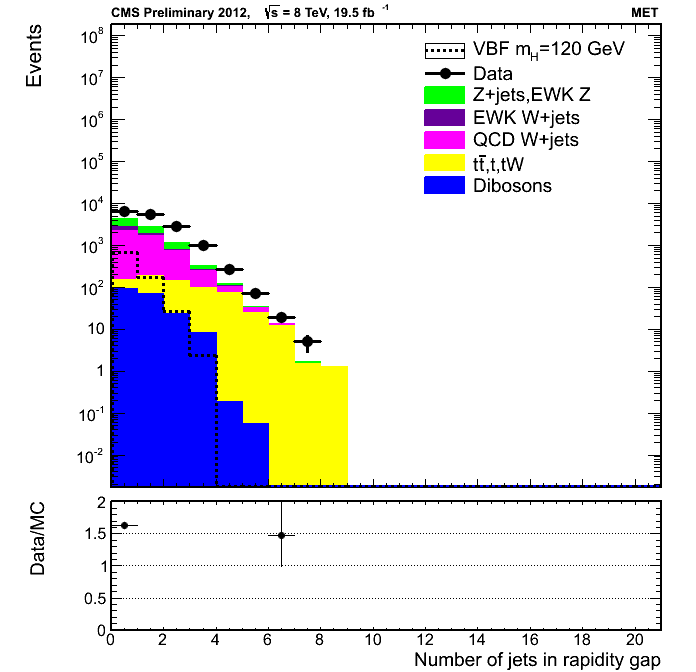 CMS Preliminary 2012, √s = 8 TeV, 19.5 fb⁻¹ MET
Events
10⁸
10⁷
10⁶
10⁵
10⁴
10³
10²
10
1
10⁻¹
10⁻²
VBF m_H=120 GeV
Data
Z+jets,EWK Z
EWK W+jets
QCD W+jets
tt̅,t,tW
Dibosons
Data/MC
2
1.5
1
0.5
0
0 2 4 6 8 10 12 14 16 18 20
Number of jets in rapidity gap